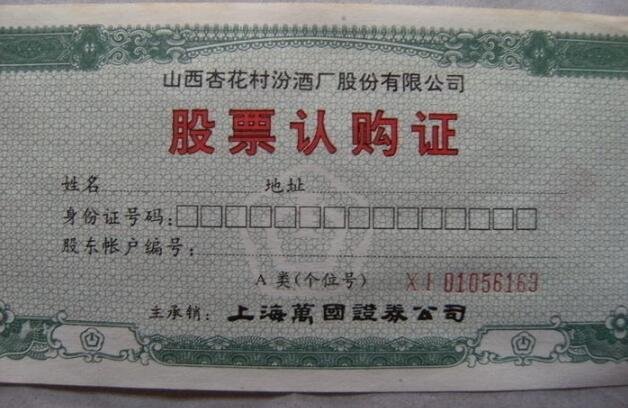 山西杏花村汾酒厂股份有限公司
股票认购证
姓名 地址
身份证号码:
股东帐户编号:
A 类(个位号) XI 01056169
主承销: 上海萬國證券公司